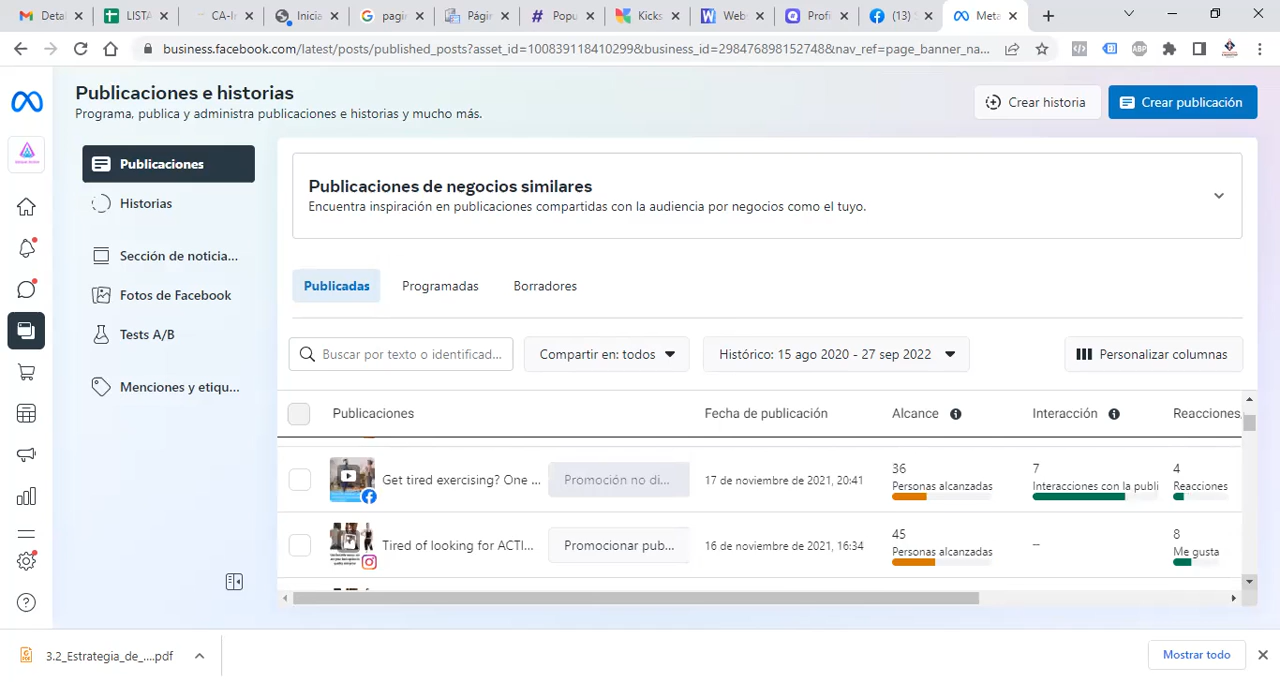 Detal
LISTA
CA-In
Inicia
pagin
Págin
Popu
Kicks
Webs
Profi
(13) S
Meta
business.facebook.com/latest/posts/published_posts?asset_id=100839118410299&business_id=298476898152748&nav_ref=page_banner_na...
ABP
Publicaciones e historias
Programa, publica y administra publicaciones e historias y mucho más.
Crear historia
Crear publicación
Publicaciones
Historias
Sección de noticia...
Fotos de Facebook
Tests A/B
Menciones y etiqu...
Publicaciones de negocios similares
Encuentra inspiración en publicaciones compartidas con la audiencia por negocios como el tuyo.
Publicadas
Programadas
Borradores
Buscar por texto o identificad...
Compartir en: todos
Histórico: 15 ago 2020 - 27 sep 2022
Personalizar columnas
Publicaciones
Fecha de publicación
Alcance
Interacción
Reacciones
Get tired exercising? One ...
Promoción no di...
17 de noviembre de 2021, 20:41
36
Personas alcanzadas
7
Interacciones con la publi
4
Reacciones
Tired of looking for ACTI...
Promocionar pub...
16 de noviembre de 2021, 16:34
45
Personas alcanzadas
--
8
Me gusta
3.2_Estrategia_de_....pdf
Mostrar todo